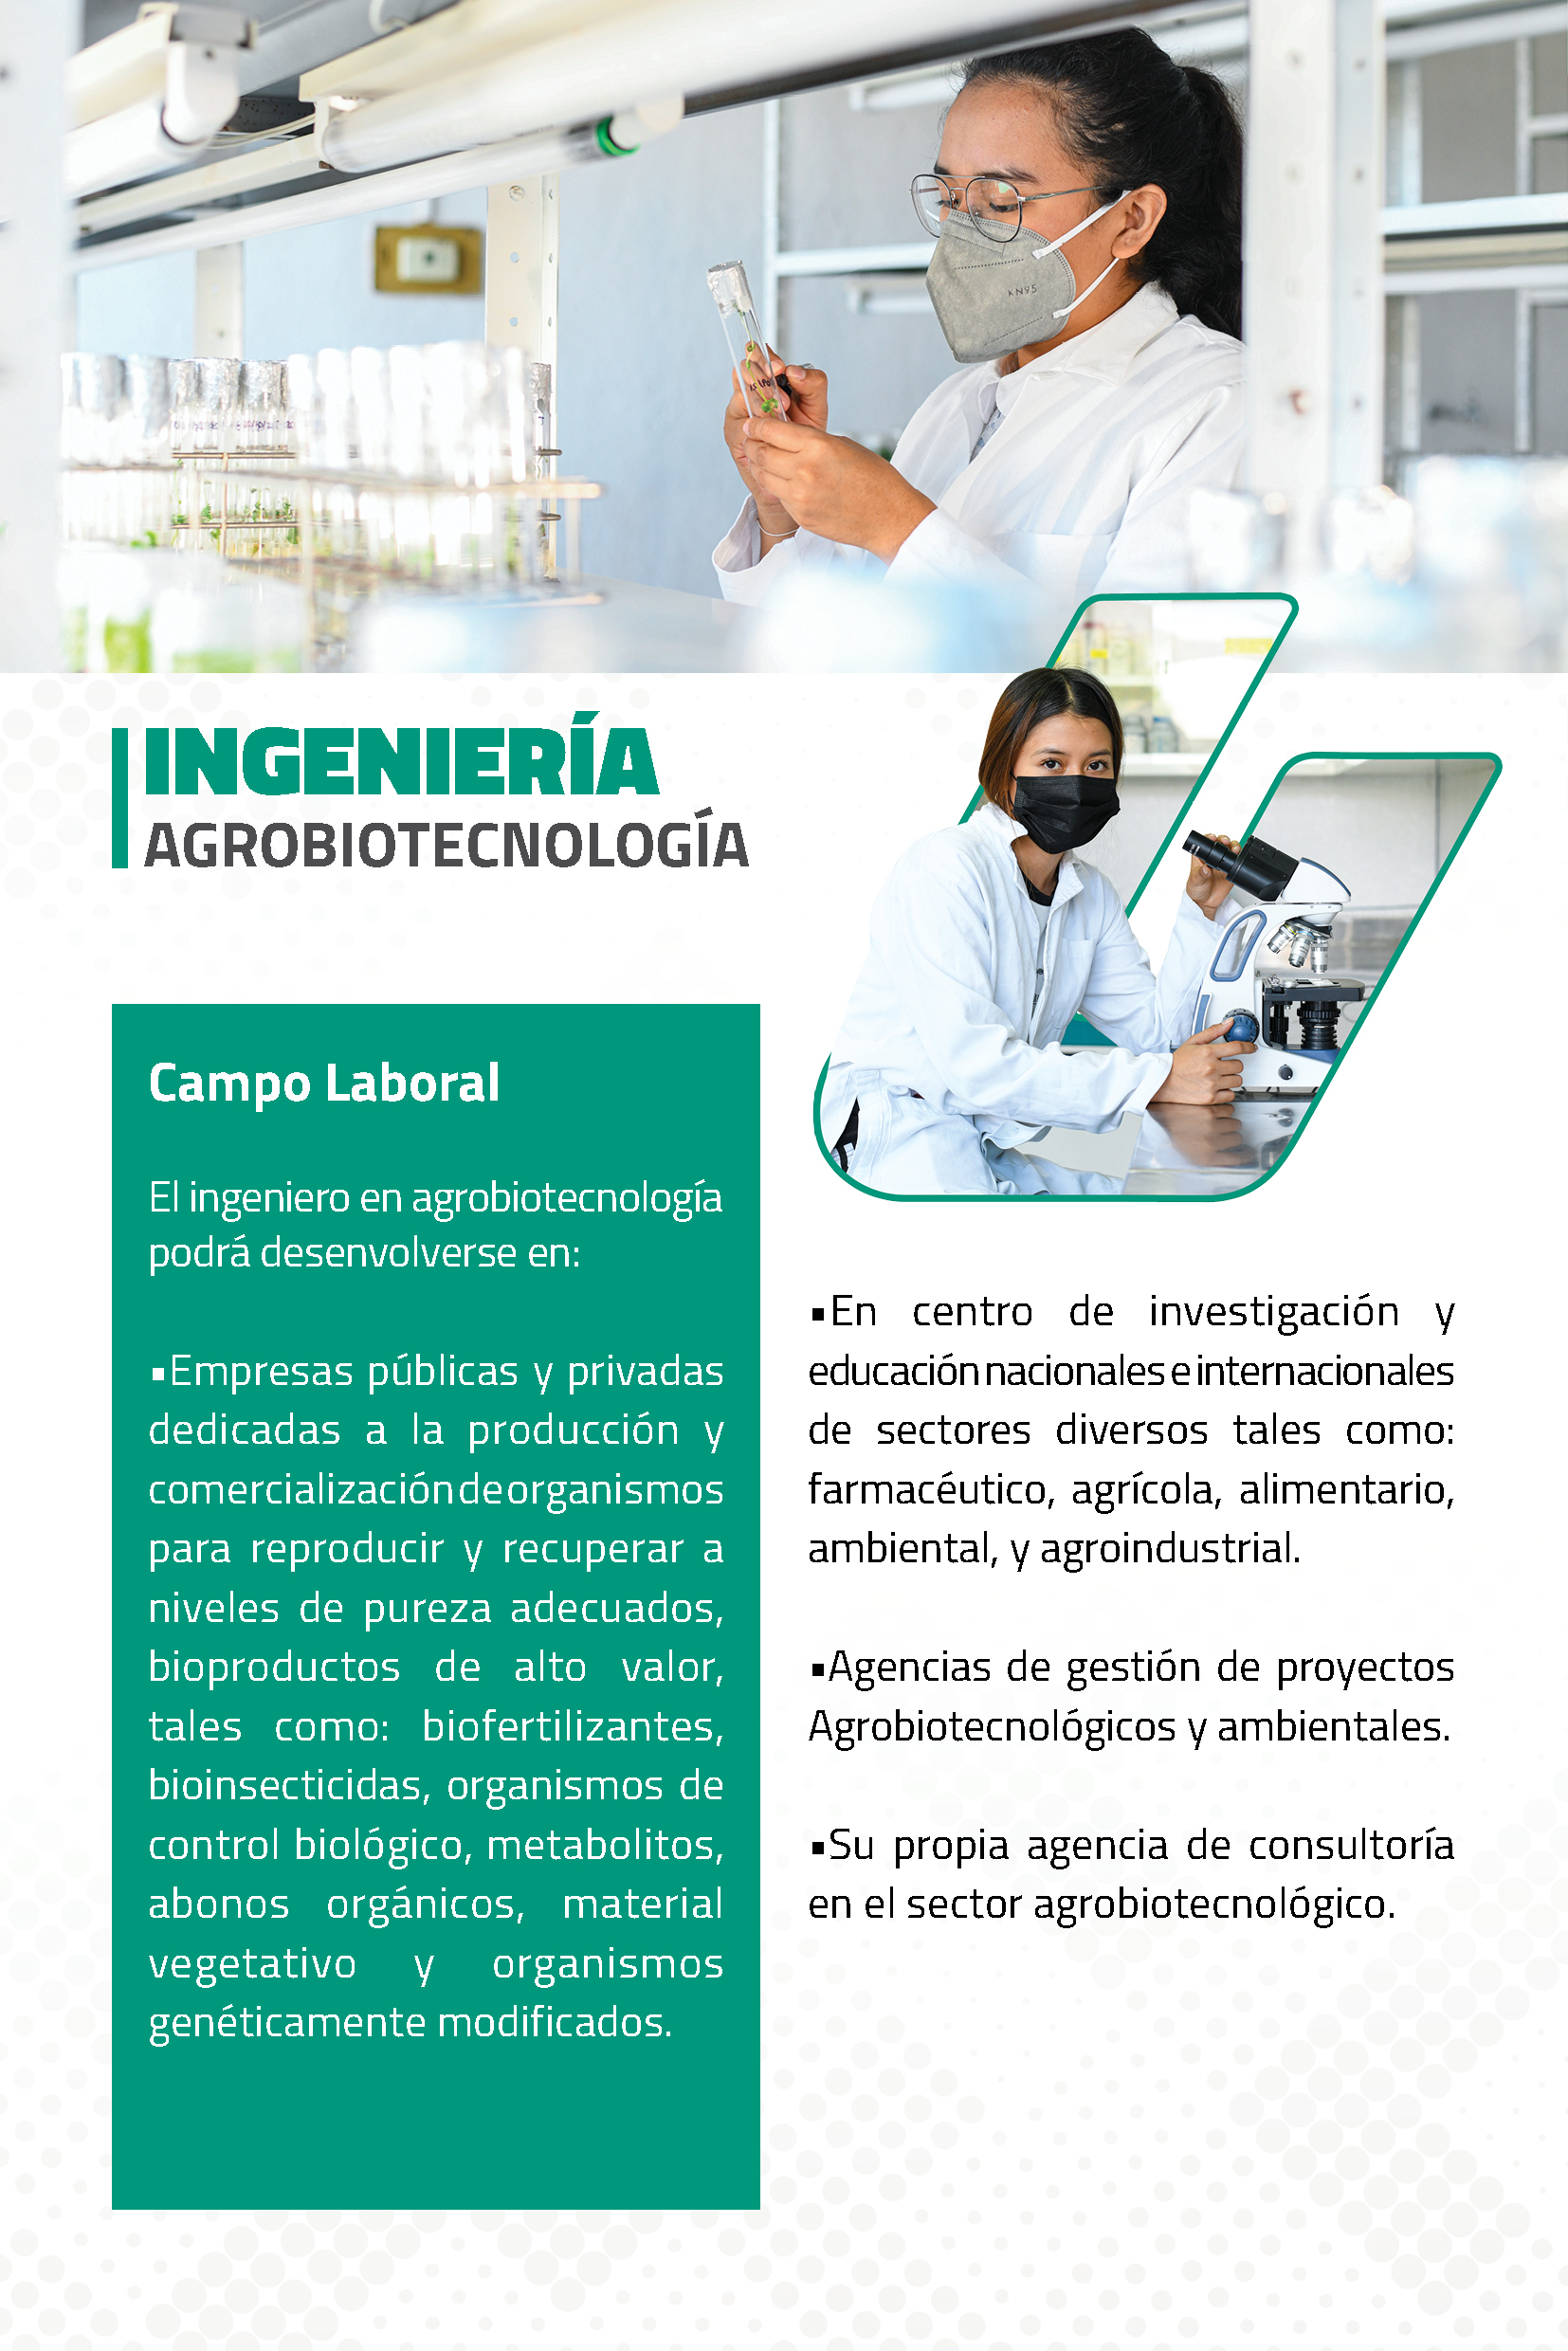 KN95
INGENIERÍA
AGROBIOTECNOLOGÍA
Campo Laboral
El ingeniero en agrobiotecnología
podrá desenvolverse en:
▪Empresas públicas y privadas
dedicadas a la producción y
comercialización de organismos
para reproducir y recuperar a
niveles de pureza adecuados,
bioproductos de alto valor,
tales como: biofertilizantes,
bioinsecticidas, organismos de
control biológico, metabolitos,
abonos orgánicos, material
vegetativo y organismos
genéticamente modificados.
▪En centro de investigación y
educación nacionales e internacionales
de sectores diversos tales como:
farmacéutico, agrícola, alimentario,
ambiental, y agroindustrial.
▪Agencias de gestión de proyectos
Agrobiotecnológicos y ambientales.
▪Su propia agencia de consultoría
en el sector agrobiotecnológico.